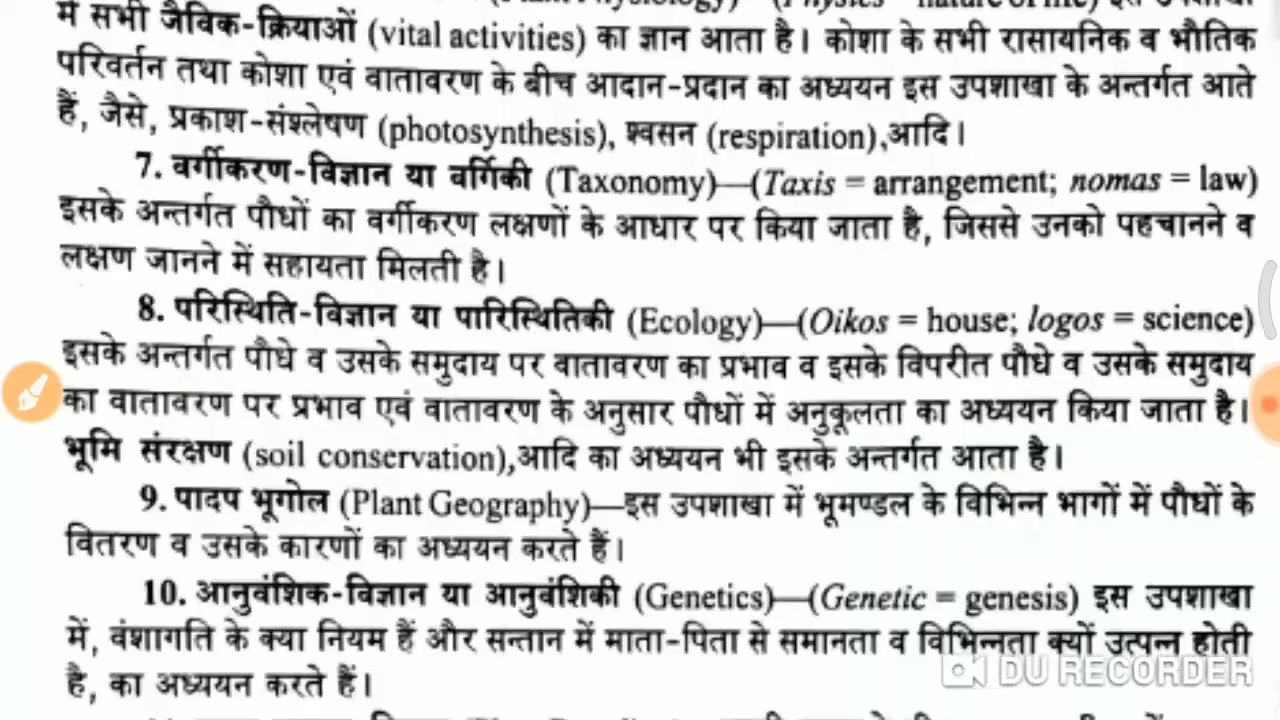 में सभी जैविक-क्रियाओं (vital activities) का ज्ञान आता है। कोशा के सभी रासायनिक व भौतिक
परिवर्तन तथा कोशा एवं वातावरण के बीच आदान-प्रदान का अध्ययन इस उपशाखा के अन्तर्गत आते
हैं, जैसे, प्रकाश-संश्लेषण (photosynthesis), श्वसन (respiration),आदि।
7. वर्गीकरण-विज्ञान या वर्गिकी (Taxonomy)—(Taxis = arrangement; nomas = law)
इसके अन्तर्गत पौधों का वर्गीकरण लक्षणों के आधार पर किया जाता है, जिससे उनको पहचानने व
लक्षण जानने में सहायता मिलती है।
8. परिस्थिति-विज्ञान या पारिस्थितिकी (Ecology)—(Oikos = house; logos = science)
इसके अन्तर्गत पौधे व उसके समुदाय पर वातावरण का प्रभाव व इसके विपरीत पौधे व उसके समुदाय
का वातावरण पर प्रभाव एवं वातावरण के अनुसार पौधों में अनुकूलता का अध्ययन किया जाता है।
भूमि संरक्षण (soil conservation),आदि का अध्ययन भी इसके अन्तर्गत आता है।
9. पादप भूगोल (Plant Geography)—इस उपशाखा में भूमण्डल के विभिन्न भागों में पौधों के
वितरण व उसके कारणों का अध्ययन करते हैं।
10. आनुवंशिक-विज्ञान या आनुवंशिकी (Genetics)—(Genetic = genesis) इस उपशाखा
में, वंशागति के क्या नियम हैं और सन्तान में माता-पिता से समानता व विभिन्नता क्यों उत्पन्न होती
है, का अध्ययन करते हैं।
DU RECORDER